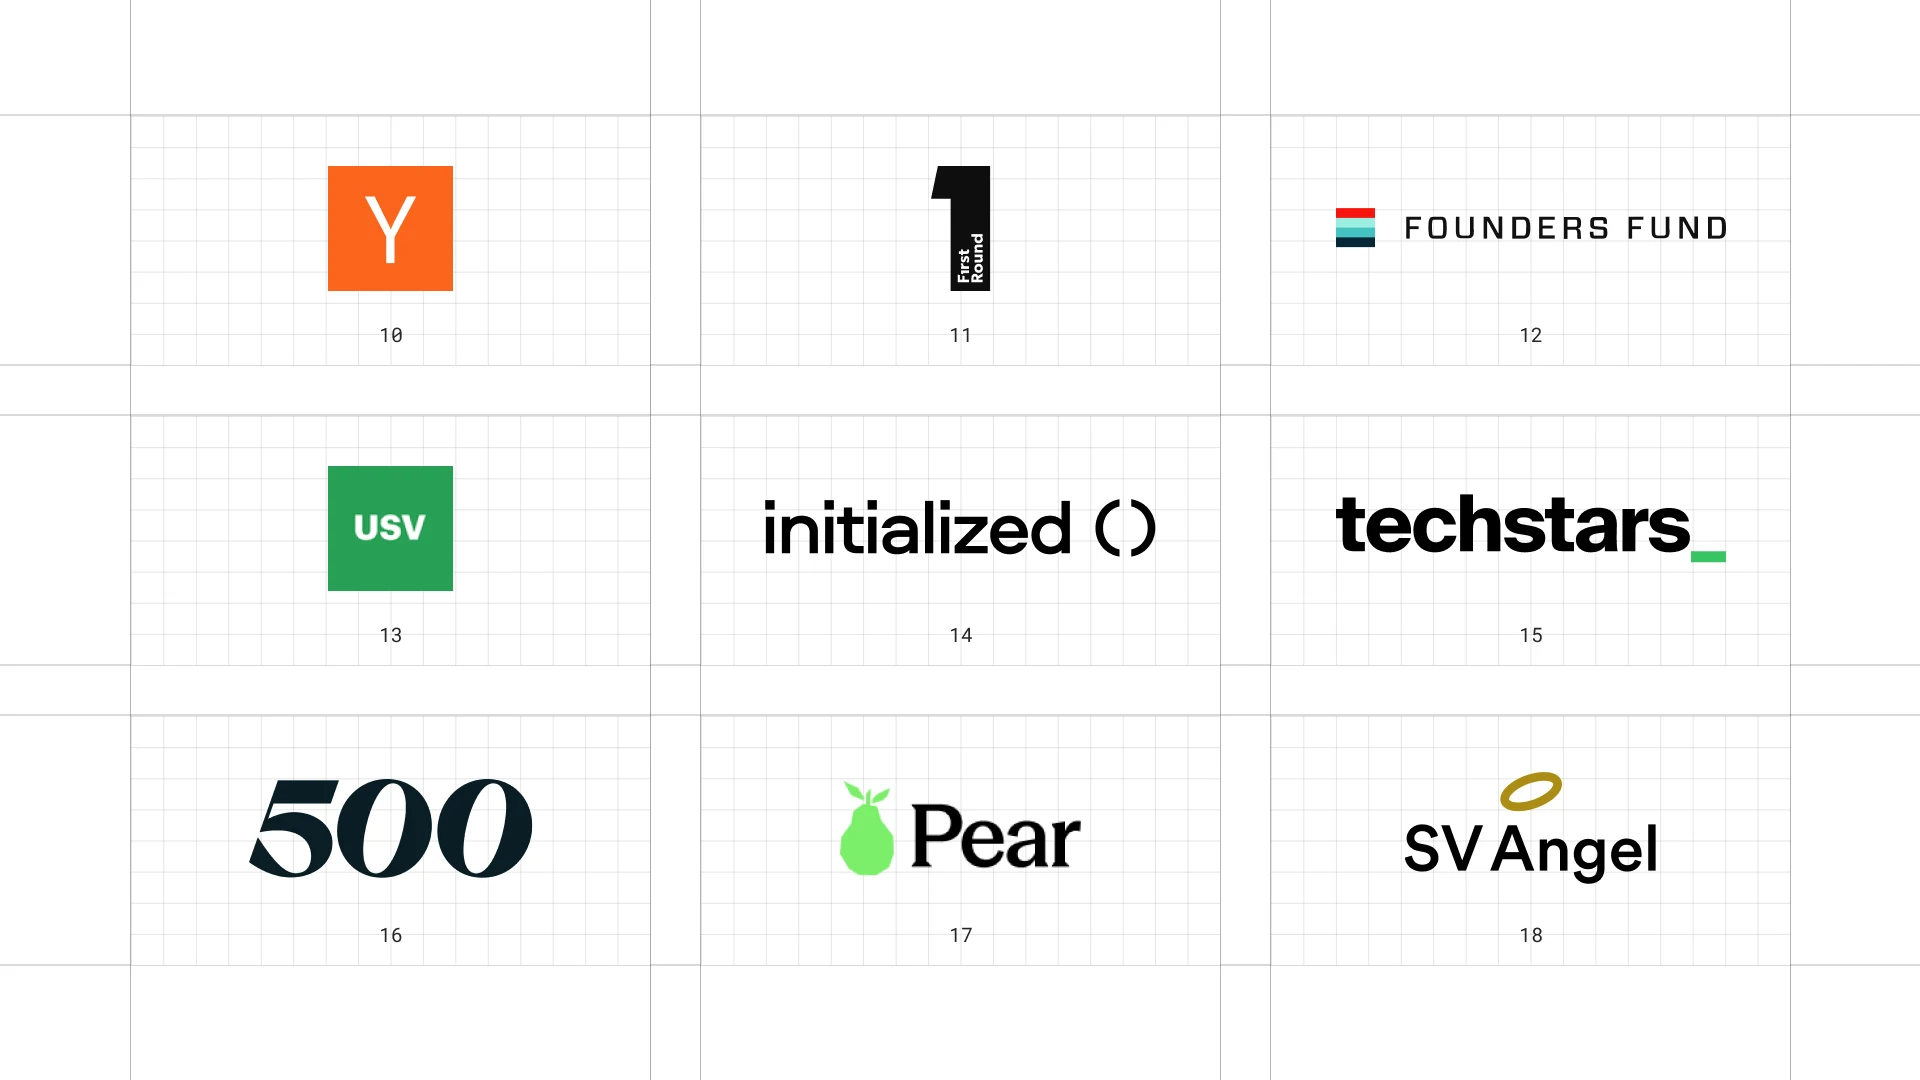 Y
1
First
Round
FOUNDERS FUND
10
11
12
USV
initialized ()
techstars_
13
14
15
500
Pear
SV Angel
16
17
18